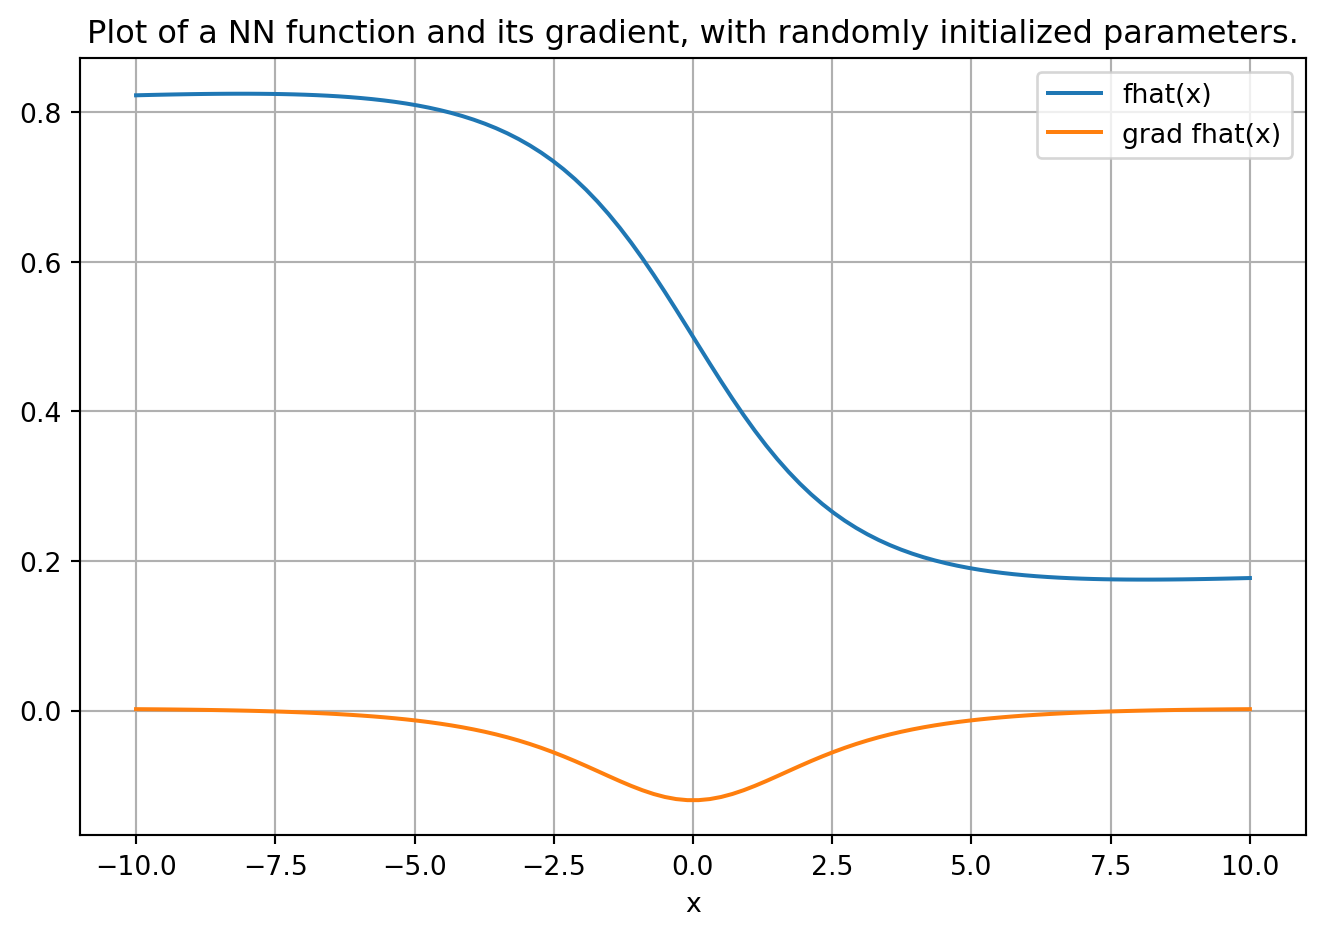 Plot of a NN function and its gradient, with randomly initialized parameters.
fhat(x)
grad fhat(x)
0.8
0.6
0.4
0.2
0.0
−10.0 −7.5 −5.0 −2.5 0.0 2.5 5.0 7.5 10.0
x